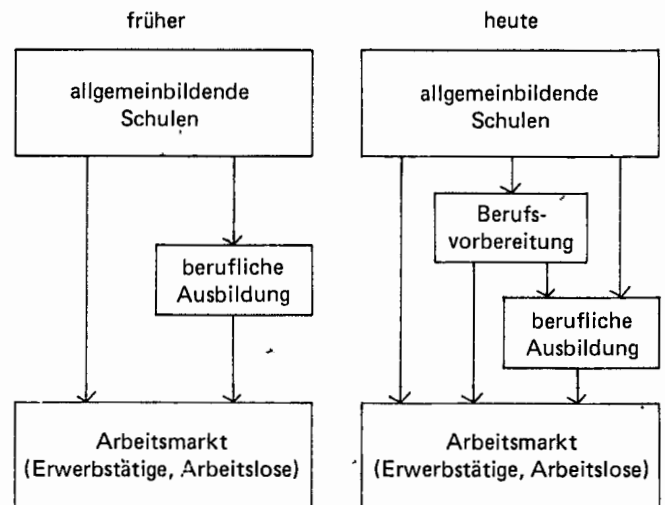 früher
allgemeinbildende
Schulen
berufliche
Ausbildung
Arbeitsmarkt
(Erwerbstätige, Arbeitslose)
heute
allgemeinbildende
Schulen
Berufs-
vorbereitung
berufliche
Ausbildung
Arbeitsmarkt
(Erwerbstätige, Arbeitslose)